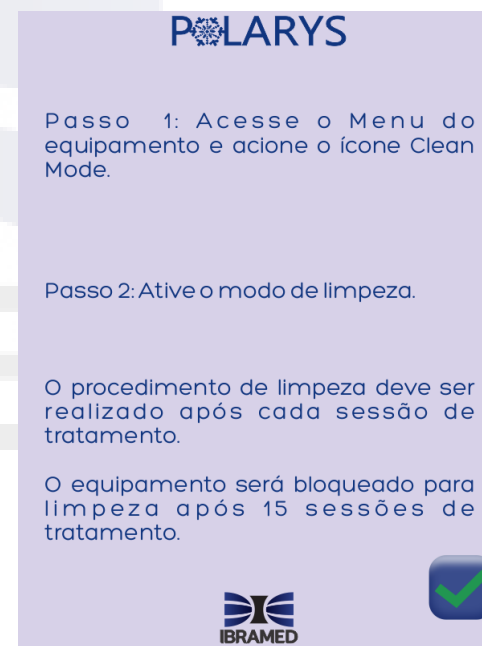 POLARYS
Passo 1: Acesse o Menu do
equipamento e acione o ícone Clean
Mode.
Passo 2: Ative o modo de limpeza.
O procedimento de limpeza deve ser
realizado após cada sessão de
tratamento.
O equipamento será bloqueado para
limpeza após 15 sessões de
tratamento.
IBRAMED